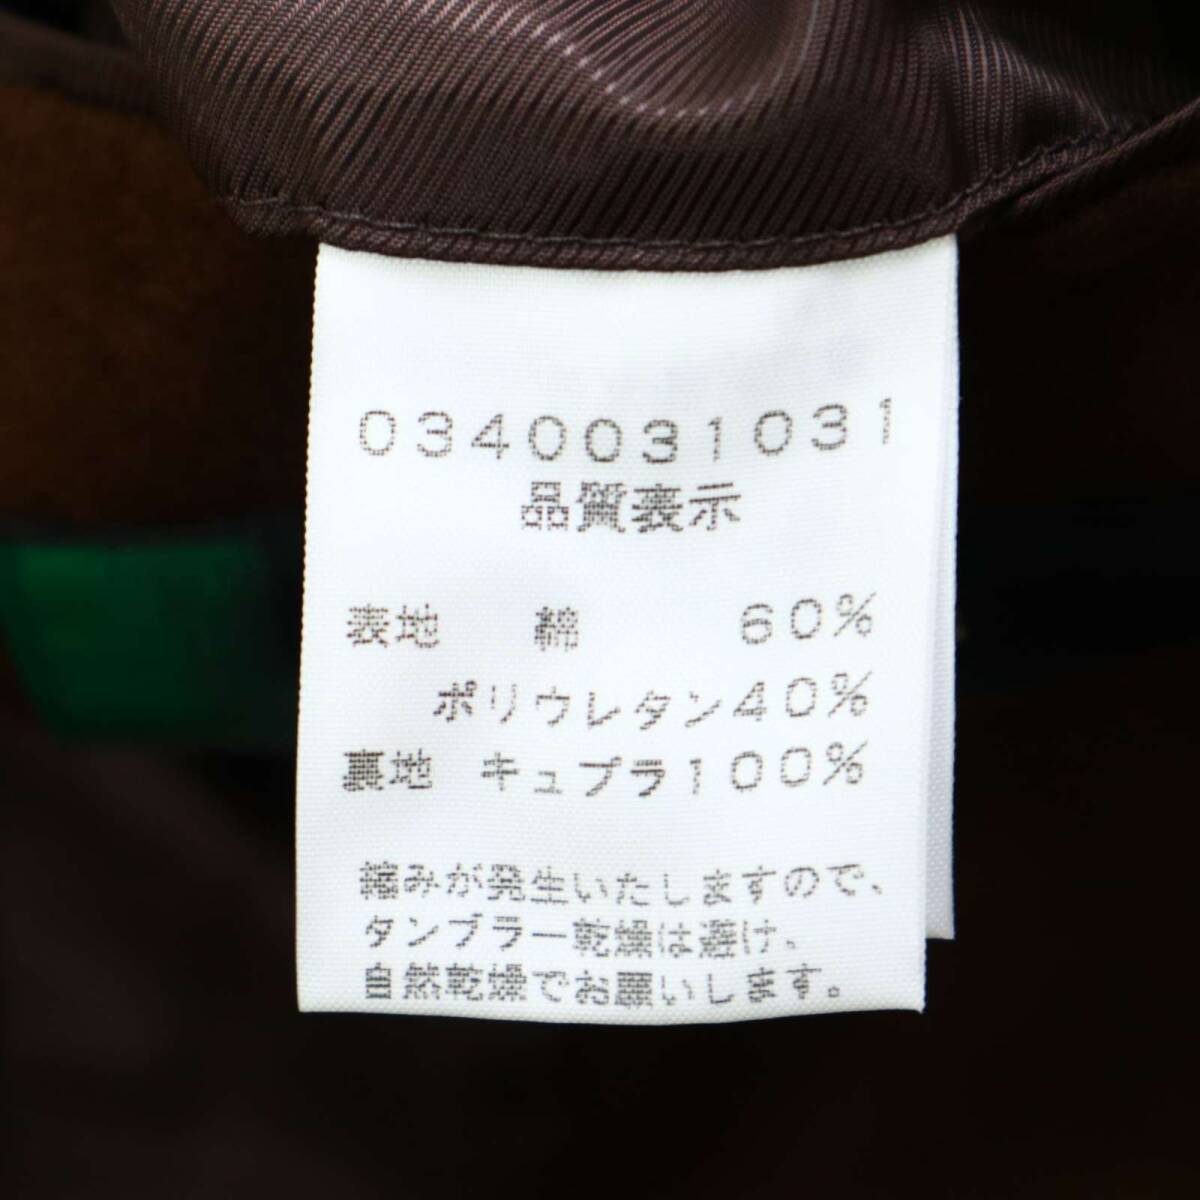 0340031031
品質表示
表地 綿 60%
ポリウレタン40%
裏地 キュプラ100%
縮みが発生いたしますので、
タンブラー乾燥は避け、
自然乾燥でお願いします。